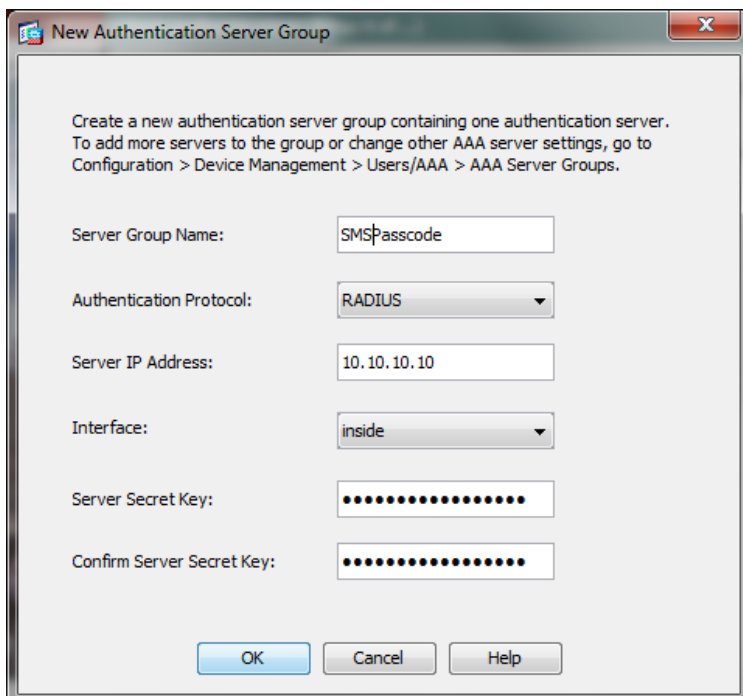 New Authentication Server Group
Create a new authentication server group containing one authentication server.
To add more servers to the group or change other AAA server settings, go to
Configuration > Device Management > Users/AAA > AAA Server Groups.
Server Group Name: SMSPasscode
Authentication Protocol: RADIUS
Server IP Address: 10.10.10.10
Interface: inside
Server Secret Key: •••••••••••••••••
Confirm Server Secret Key: •••••••••••••••••
OK Cancel Help